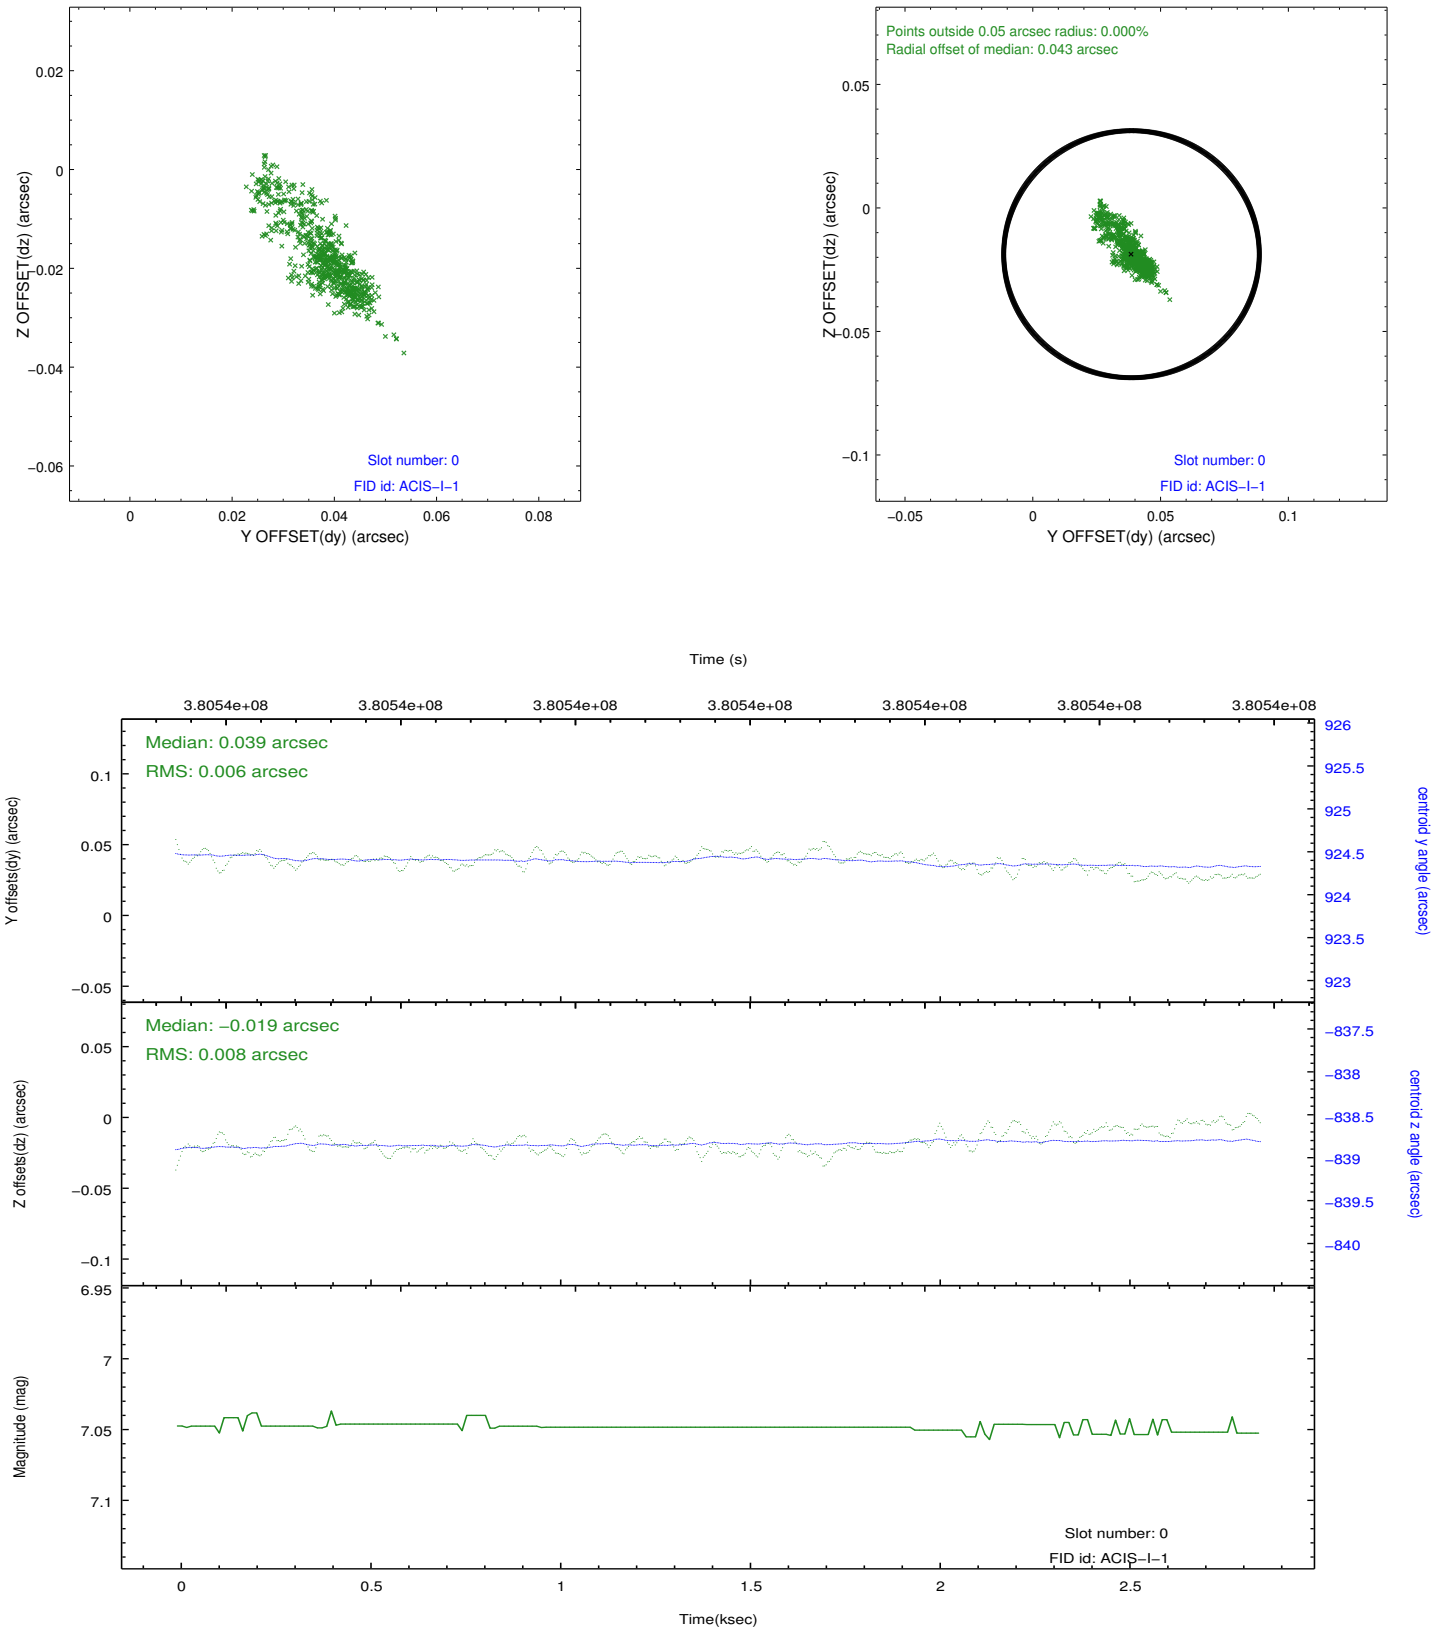 0.02
0
−0.02
−0.04
−0.06
Z OFFSET(dz) (arcsec)
0
0.02
0.04
0.06
0.08
Y OFFSET(dy) (arcsec)
Slot number: 0
FID id: ACIS−I−1
Points outside 0.05 arcsec radius: 0.000%
Radial offset of median: 0.043 arcsec
0.05
0
−0.05
−0.1
Z OFFSET(dz) (arcsec)
−0.05
0
0.05
0.1
Y OFFSET(dy) (arcsec)
Slot number: 0
FID id: ACIS−I−1
Time (s)
3.8054e+08 3.8054e+08 3.8054e+08 3.8054e+08 3.8054e+08 3.8054e+08 3.8054e+08
Median: 0.039 arcsec
RMS: 0.006 arcsec
0.1
0.05
0
−0.05
Y offsets(dy) (arcsec)
926
925.5
925
924.5
924
923.5
923
centroid y angle (arcsec)
Median: −0.019 arcsec
RMS: 0.008 arcsec
0.05
0
−0.05
−0.1
Z offsets(dz) (arcsec)
−837.5
−838
−838.5
−839
−839.5
−840
centroid z angle (arcsec)
6.95
7
7.05
7.1
Magnitude (mag)
Slot number: 0
FID id: ACIS−I−1
0 0.5 1 1.5 2 2.5
Time(ksec)